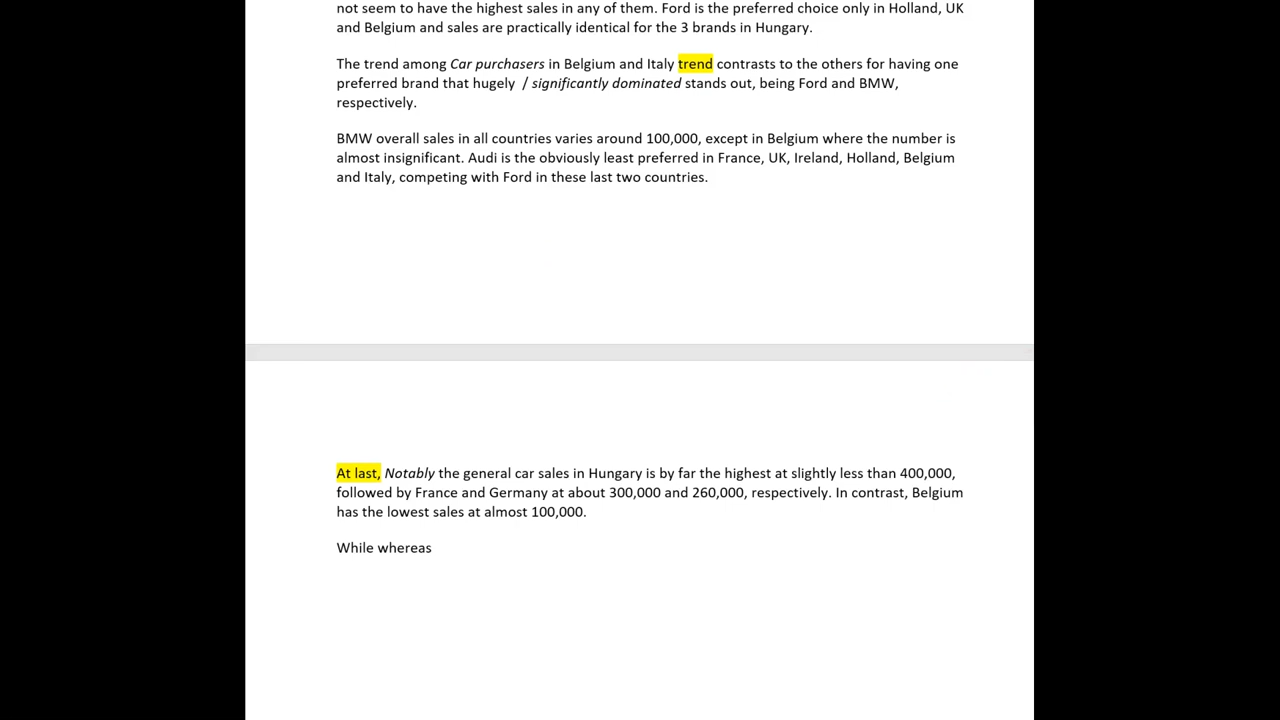 not seem to have the highest sales in any of them. Ford is the preferred choice only in Holland, UK
and Belgium and sales are practically identical for the 3 brands in Hungary.
The trend among Car purchasers in Belgium and Italy trend contrasts to the others for having one
preferred brand that hugely / significantly dominated stands out, being Ford and BMW,
respectively.
BMW overall sales in all countries varies around 100,000, except in Belgium where the number is
almost insignificant. Audi is the obviously least preferred in France, UK, Ireland, Holland, Belgium
and Italy, competing with Ford in these last two countries.
At last, Notably the general car sales in Hungary is by far the highest at slightly less than 400,000,
followed by France and Germany at about 300,000 and 260,000, respectively. In contrast, Belgium
has the lowest sales at almost 100,000.
While whereas